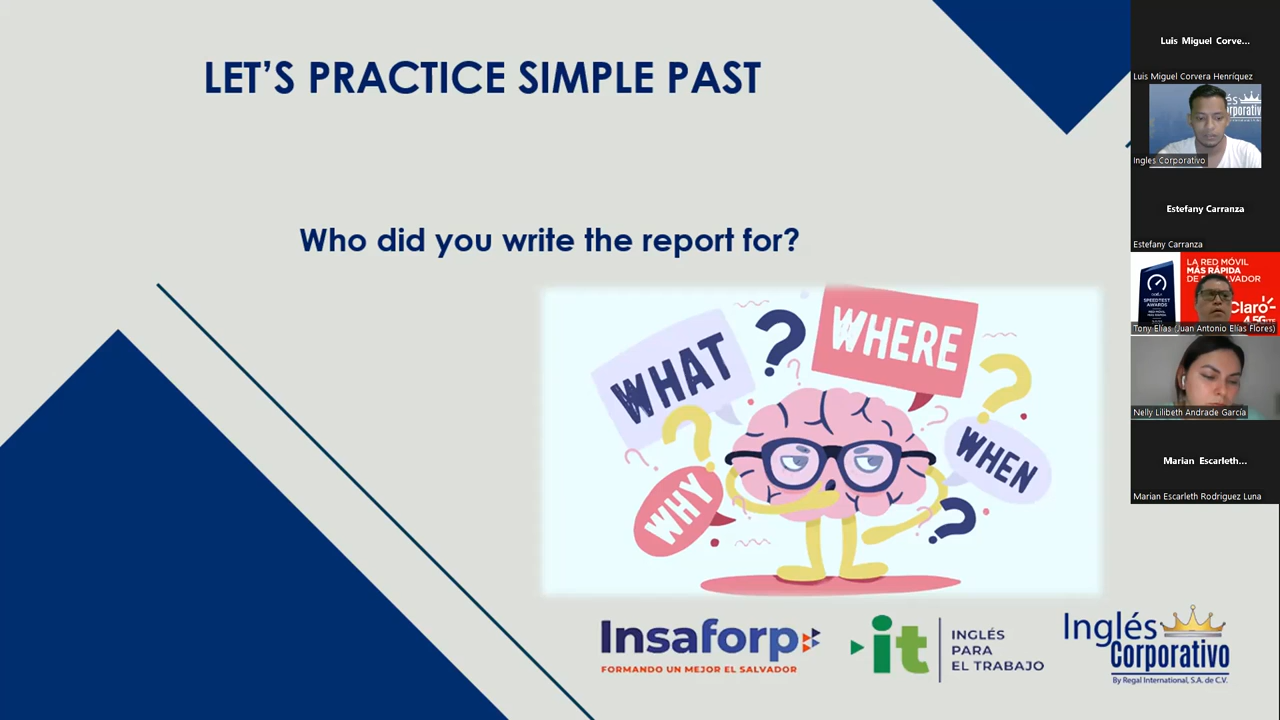 LET'S PRACTICE SIMPLE PAST
Who did you write the report for?
WHAT
WHERE
WHY
WHEN
Insaforp
FORMANDO UN MEJOR EL SALVADOR
it
INGLÉS
PARA
EL TRABAJO
Inglés
Corporativo
By Regal International, S.A. de C.V.
Luis Miguel Corve...
Luis Miguel Corvera Henríquez
Ingles Corporativo
Estefany Carranza
Estefany Carranza
LA RED MÓVIL
MÁS RÁPIDA
SPEEDTEST
AWARDS
Claro
Tony Elías (Juan Antonio Elías Flores)
Nelly Lilibeth Andrade García
Marian Escarleth...
Marian Escarleth Rodriguez Luna